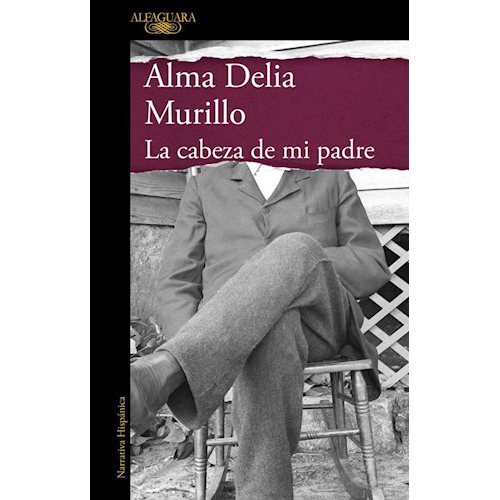 ALFAGUARA
Alma Delia
Murillo
La cabeza de mi padre
Narrativa Hispánica